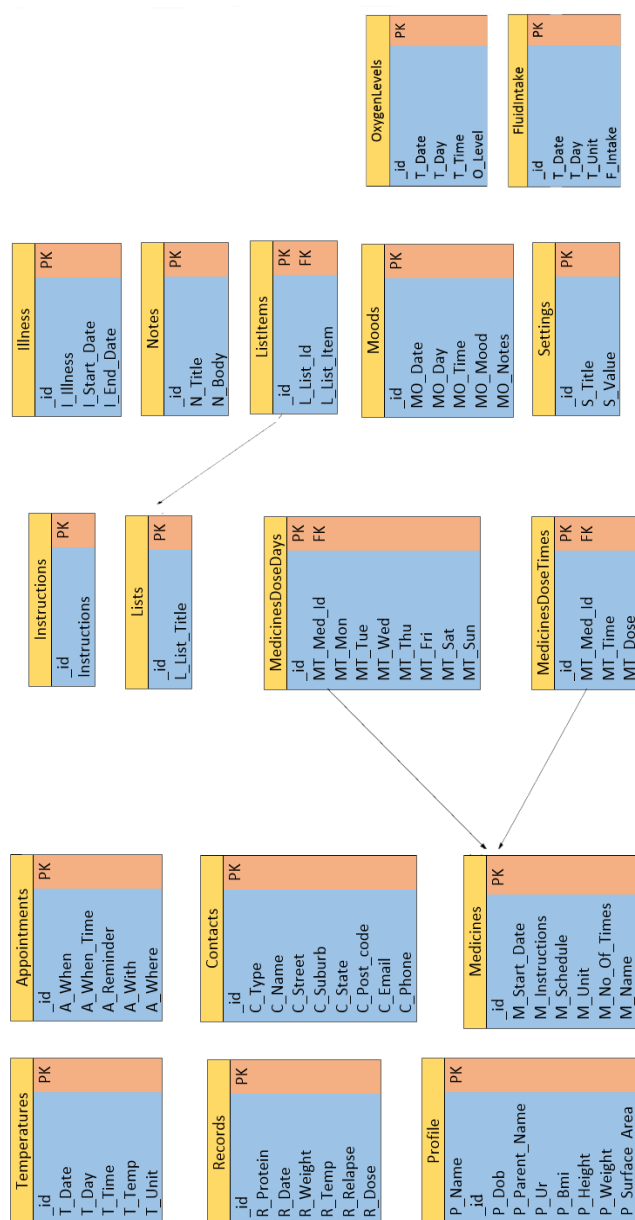 Temperatures
_id PK
T_Date
T_Day
T_Time
T_Temp
T_Unit
Records
_id PK
R_Protein
R_Date
R_Weight
R_Temp
R_Relapse
R_Dose
Profile
P_Name PK
_id
P_Dob
P_Parent_Name
P_Ur
P_Bmi
P_Height
P_Weight
P_Surface_Area
Appointments
_id PK
A_When
A_When_Time
A_Reminder
A_With
A_Where
Contacts
_id PK
C_Type
C_Name
C_Street
C_Suburb
C_State
C_Post_code
C_Email
C_Phone
Medicines
_id PK
M_Start_Date
M_Instructions
M_Schedule
M_Unit
M_No_Of_Times
M_Name
Instructions
_id PK
Instructions
Lists
_id PK
L_List_Title
MedicinesDoseDays
_id PK
MT_Med_Id FK
MT_Mon
MT_Tue
MT_Wed
MT_Thu
MT_Fri
MT_Sat
MT_Sun
MedicinesDoseTimes
_id PK
MT_Med_Id FK
MT_Time
MT_Dose
Illness
_id PK
I_Illness
I_Start_Date
I_End_Date
Notes
_id PK
N_Title
N_Body
ListItems
_id PK
L_List_Id FK
L_List_Item
Moods
_id PK
MO_Date
MO_Day
MO_Time
MO_Mood
MO_Notes
Settings
_id PK
S_Title
S_Value
OxygenLevels
_id PK
T_Date
T_Day
T_Time
O_Level
FluidIntake
_id PK
T_Date
T_Day
T_Unit
F_Intake